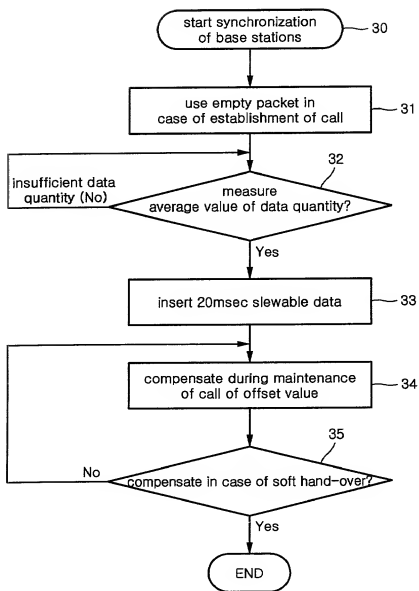 start synchronization
of base stations
30
use empty packet in
case of establishment of call
31
32
insufficient data
quantity (No)
measure
average value of data quantity?
Yes
insert 20msec slewable data
33
compensate during maintenance
of call of offset value
34
35
No
compensate in case of soft hand-over?
Yes
END